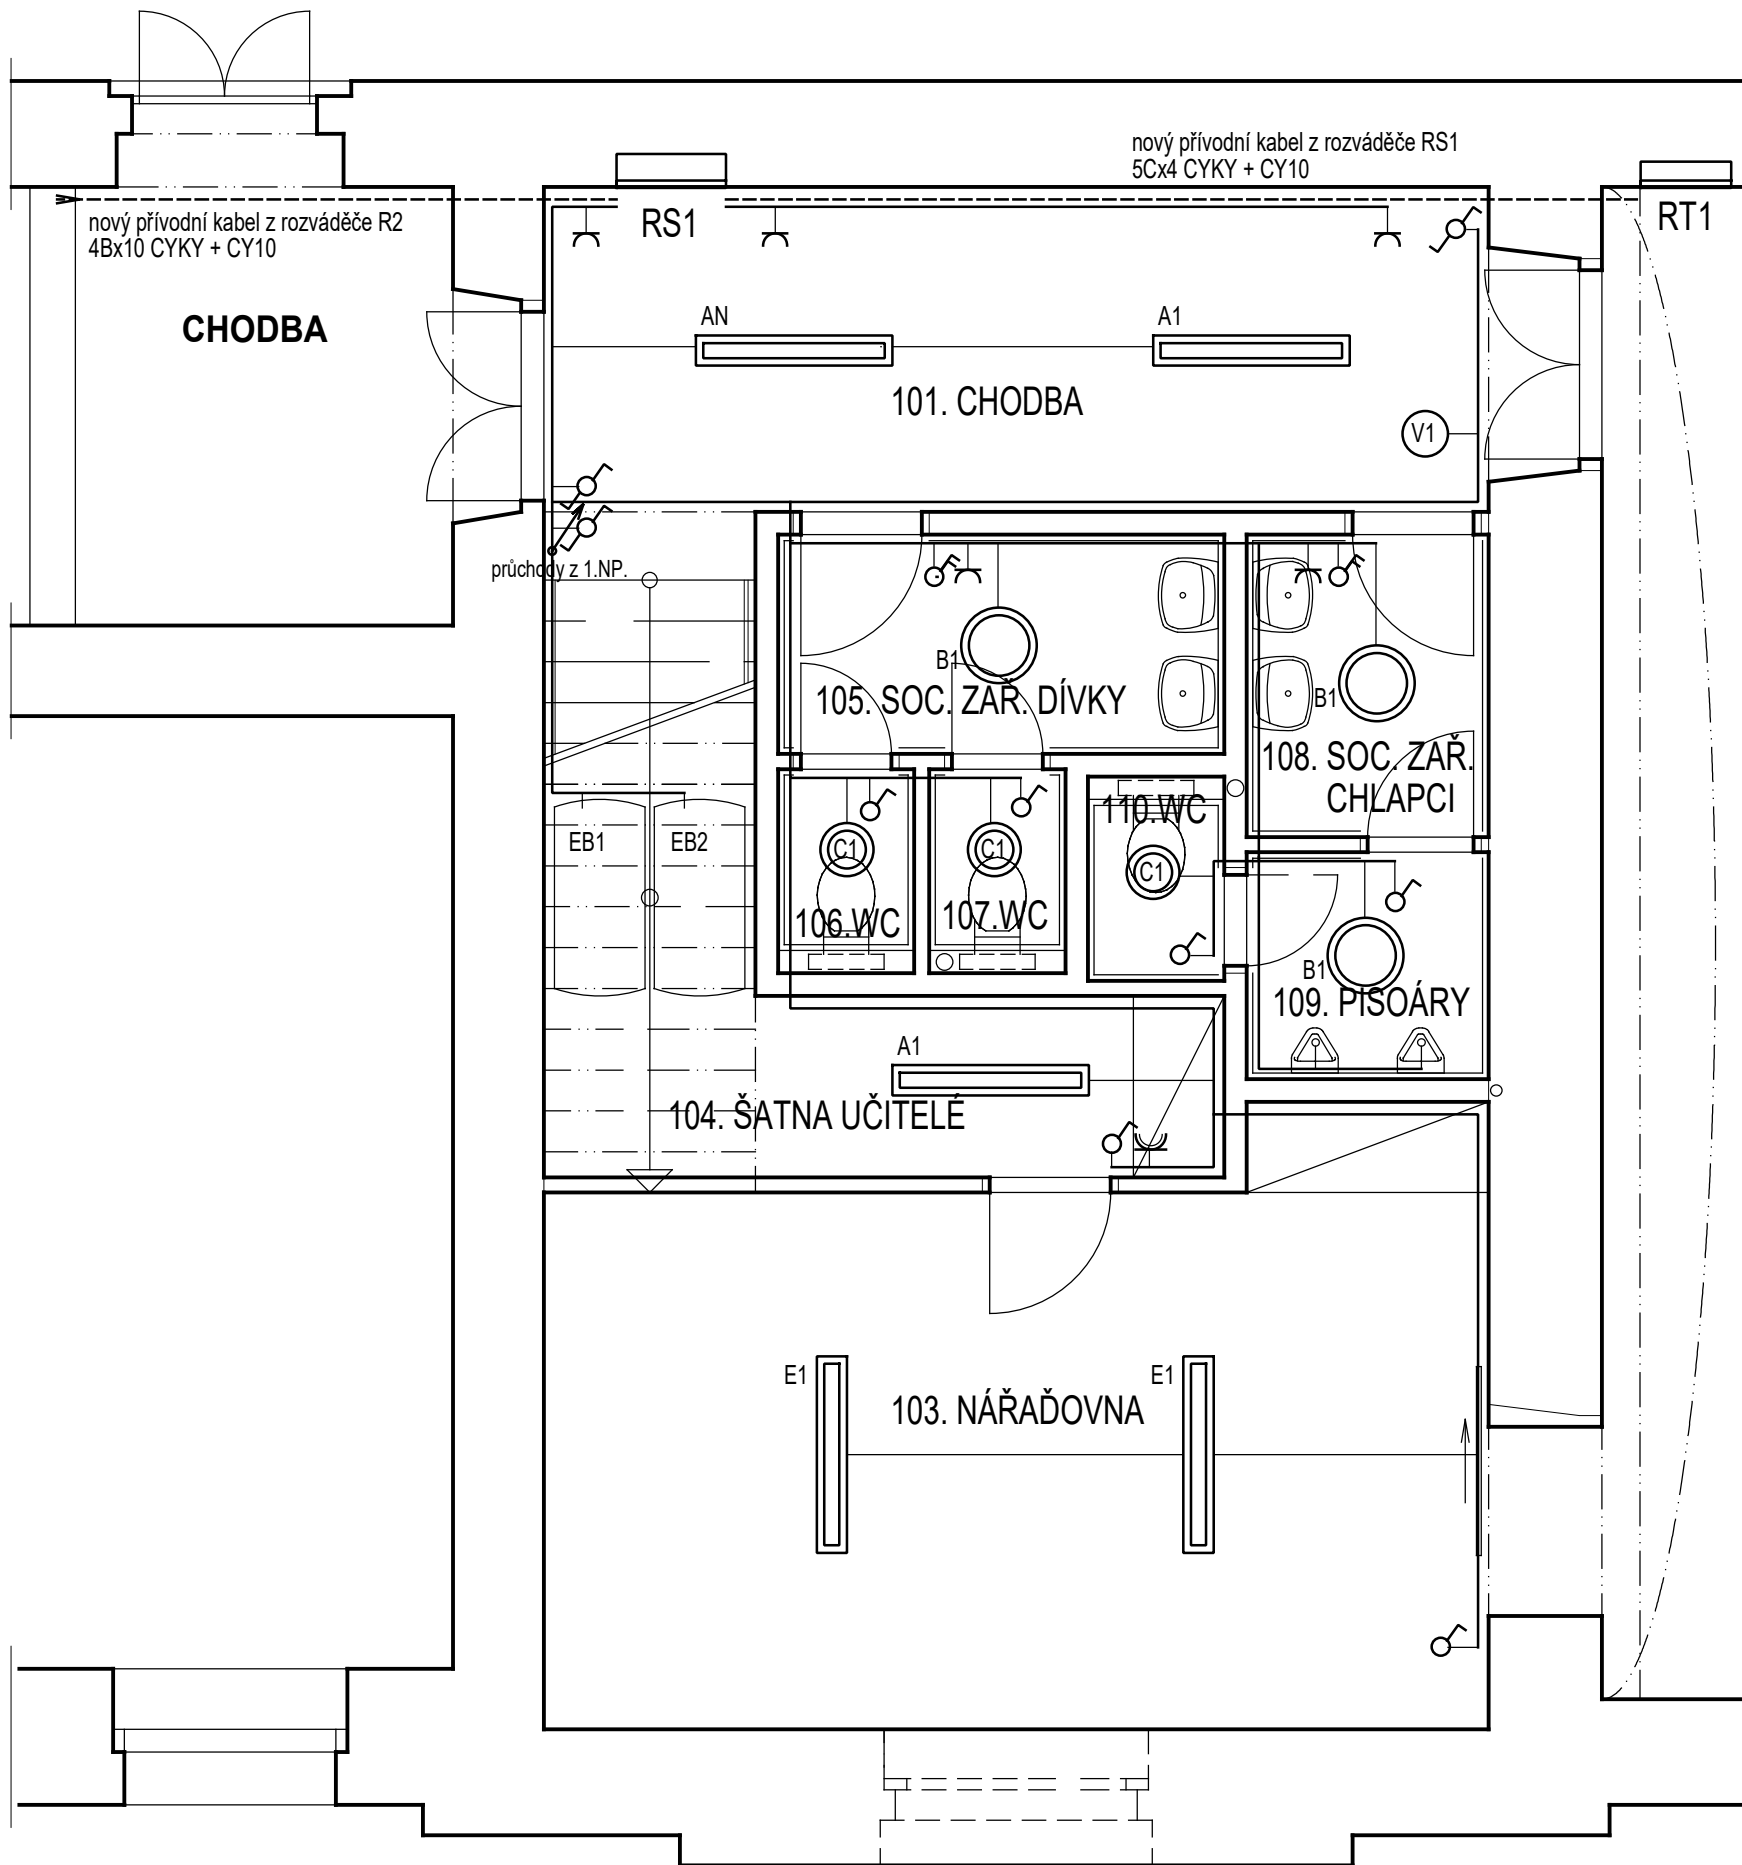 nový přívodní kabel z rozváděče RS1
5Cx4 CYKY + CY10
nový přívodní kabel z rozváděče R2
4Bx10 CYKY + CY10
RS1
RT1
CHODBA
AN
A1
101. CHODBA
V1
průchody z 1.NP.
B1
105. SOC. ZAŘ. DÍVKY
B1
108. SOC. ZAŘ.
CHLAPCI
EB1
EB2
C1
C1
110.WC
C1
106.WC
107.WC
B1
109. PISOÁRY
A1
104. ŠATNA UČITELÉ
E1
E1
103. NÁŘAĎOVNA